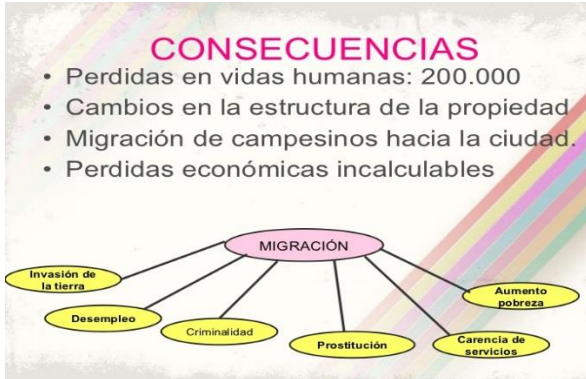 CONSECUENCIAS
• Perdidas en vidas humanas: 200.000
• Cambios en la estructura de la propiedad
• Migración de campesinos hacia la ciudad.
• Perdidas económicas incalculables
MIGRACIÓN
Invasión de
la tierra
Desempleo
Criminalidad
Prostitución
Carencia de
servicios
Aumento
pobreza